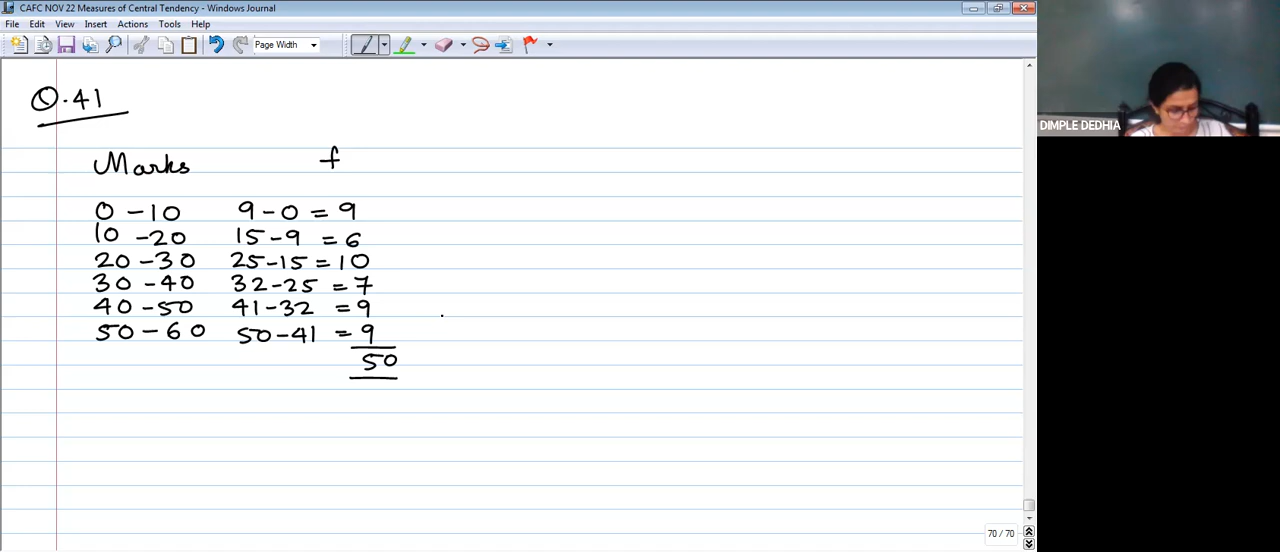 CAFC NOV 22 Measures of Central Tendency - Windows Journal
File Edit View Insert Actions Tools Help
Page Width
DIMPLE DEDHIA
Q.41
Marks f
0 - 10 9 - 0 = 9
10 - 20 15 - 9 = 6
20 - 30 25 - 15 = 10
30 - 40 32 - 25 = 7
40 - 50 41 - 32 = 9
50 - 60 50 - 41 = 9
50
70 / 70